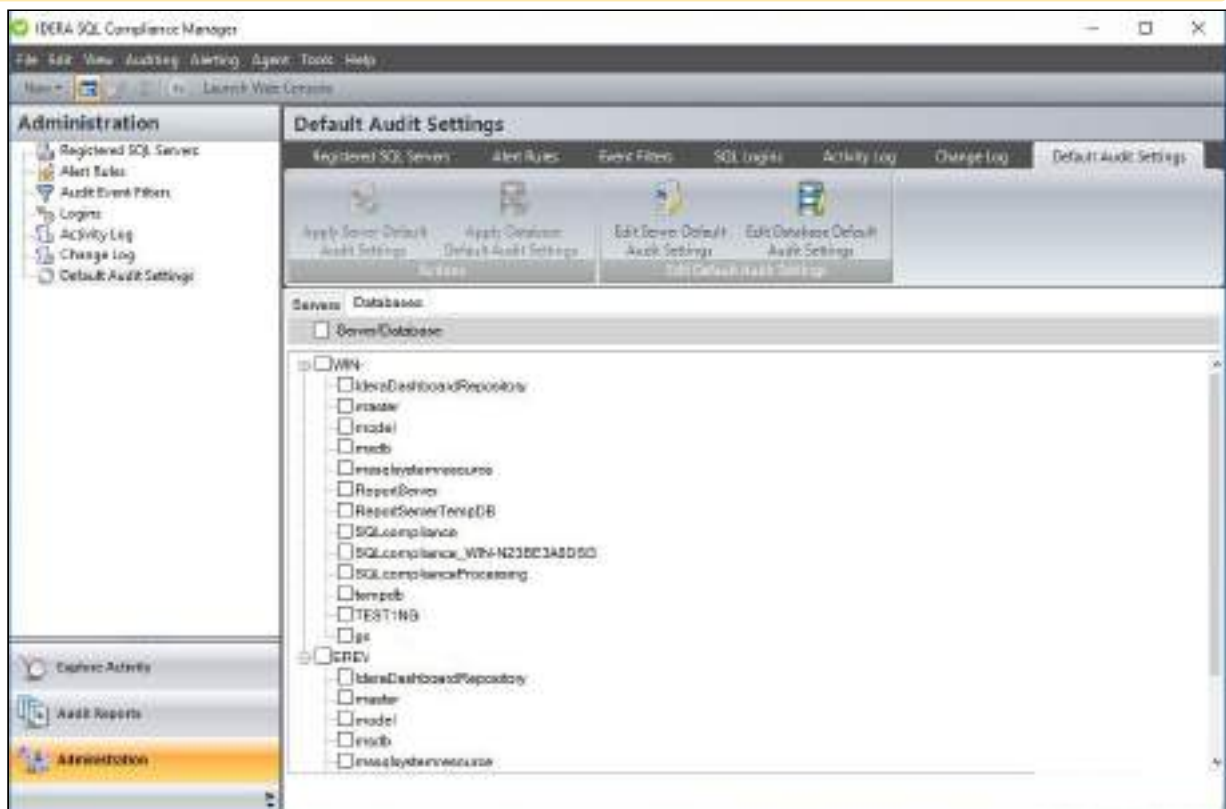 IDERA SQL Compliance Manager
File Edit View Auditing Alerting Agent Tools Help
New Launch Web Console
Administration
Registered SQL Servers
Alert Rules
Audit Event Filters
Logins
Activity Log
Change Log
Default Audit Settings
Explore Activity
Audit Reports
Administration
Default Audit Settings
Registered SQL Servers Alert Rules Event Filters SQL Logins Activity Log Change Log Default Audit Settings
Apply Server Default Audit Settings
Apply Database Default Audit Settings
Edit Server Default Audit Settings
Edit Database Default Audit Settings
Actions
Edit Default Audit Settings
Servers Databases
Server/Database
WIN-
IderaDashboardRepository
master
model
msdb
mssqlsystemresource
ReportServer
ReportServerTempDB
SQLcompliance
SQLcomplianceProcessing
tempdb
IderaDashboardRepository
master
model
msdb
mssqlsystemresource